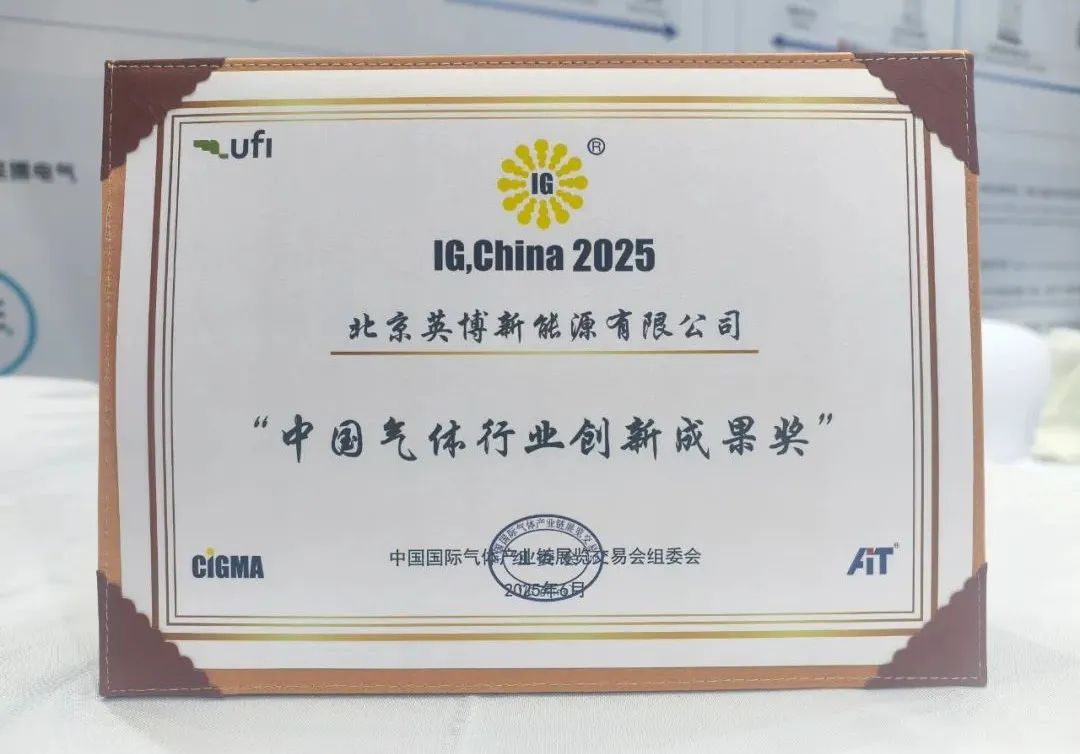 ufi
IG
®
IG,China 2025
北京英博新能源有限公司
“中国气体行业创新成果奖”
CIGMA
中国国际气体产业链展览交易会组委会
2025年6月
AIT®